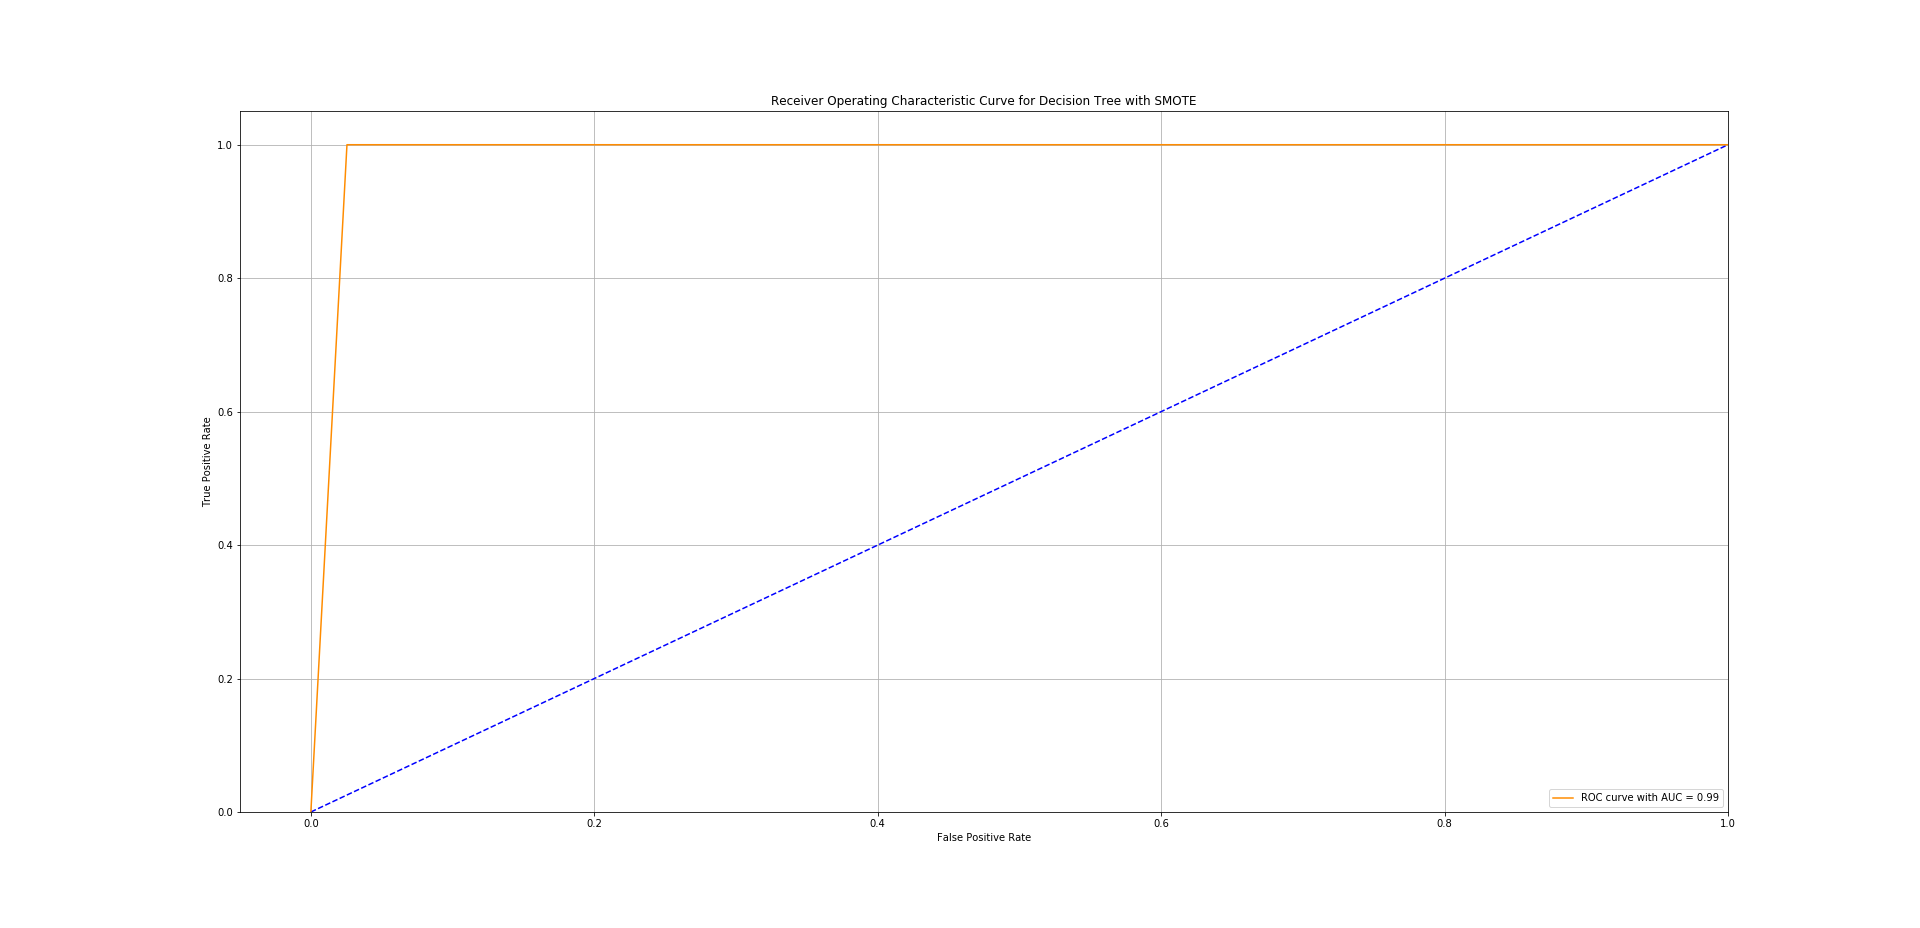 Receiver Operating Characteristic Curve for Decision Tree with SMOTE
True Positive Rate
1.0
0.8
0.6
0.4
0.2
0.0
ROC curve with AUC = 0.99
0.0 0.2 0.4 0.6 0.8 1.0
False Positive Rate